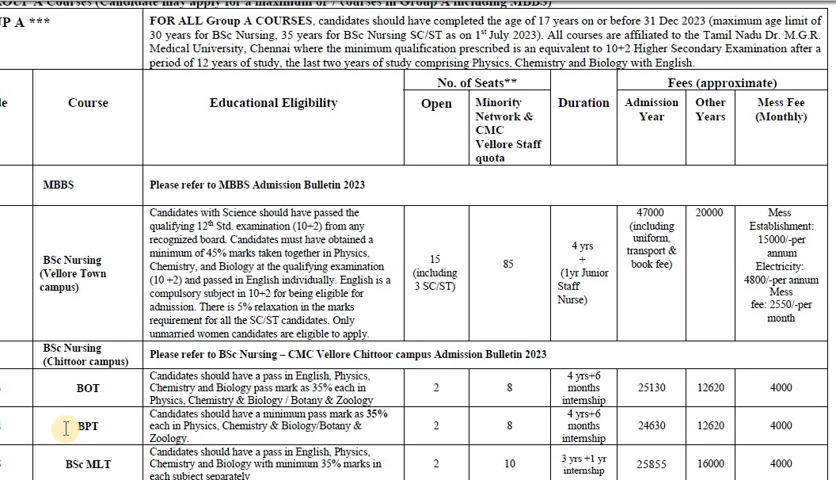 OUP A Courses (Candidate may apply for a maximum of 7 courses in Group A including MBBS)
UP A ***
FOR ALL Group A COURSES, candidates should have completed the age of 17 years on or before 31 Dec 2023 (maximum age limit of
30 years for BSc Nursing, 35 years for BSc Nursing SC/ST as on 1st July 2023). All courses are affiliated to the Tamil Nadu Dr. M.G.R.
Medical University, Chennai where the minimum qualification prescribed is an equivalent to 10+2 Higher Secondary Examination after a
period of 12 years of study, the last two years of study comprising Physics, Chemistry and Biology with English.
de
Course
Educational Eligibility
No. of Seats**
Open
Minority
Network &
CMC
Vellore Staff
quota
Duration
Fees (approximate)
Admission
Year
Other
Years
Mess Fee
(Monthly)
MBBS
Please refer to MBBS Admission Bulletin 2023
BSc Nursing
(Vellore Town
campus)
Candidates with Science should have passed the
qualifying 12th Std. examination (10+2) from any
recognized board. Candidates must have obtained a
minimum of 45% marks taken together in Physics,
Chemistry, and Biology at the qualifying examination
(10 +2) and passed in English individually. English is a
compulsory subject in 10+2 for being eligible for
admission. There is 5% relaxation in the marks
requirement for all the SC/ST candidates. Only
unmarried women candidates are eligible to apply.
15
(including
3 SC/ST)
85
4 yrs
+
(1yr Junior
Staff
Nurse)
47000
(including
uniform,
transport &
book fee)
20000
Mess
Establishment:
15000/-per
annum
Electricity:
4800/-per annum
Mess
fee: 2550/-per
month
BSc Nursing
(Chittoor campus)
Please refer to BSc Nursing – CMC Vellore Chittoor campus Admission Bulletin 2023
BOT
Candidates should have a pass in English, Physics,
Chemistry and Biology pass mark as 35% each in
Physics, Chemistry & Biology / Botany & Zoology
2
8
4 yrs+6
months
internship
25130
12620
4000
BPT
Candidates should have a minimum pass mark as 35%
each in Physics, Chemistry & Biology/Botany &
Zoology.
2
8
4 yrs+6
months
internship
24630
12620
4000
BSc MLT
Candidates should have a pass in English, Physics,
Chemistry and Biology with minimum 35% marks in
each subject separately
2
10
3 yrs +1 yr
internship
25855
16000
4000